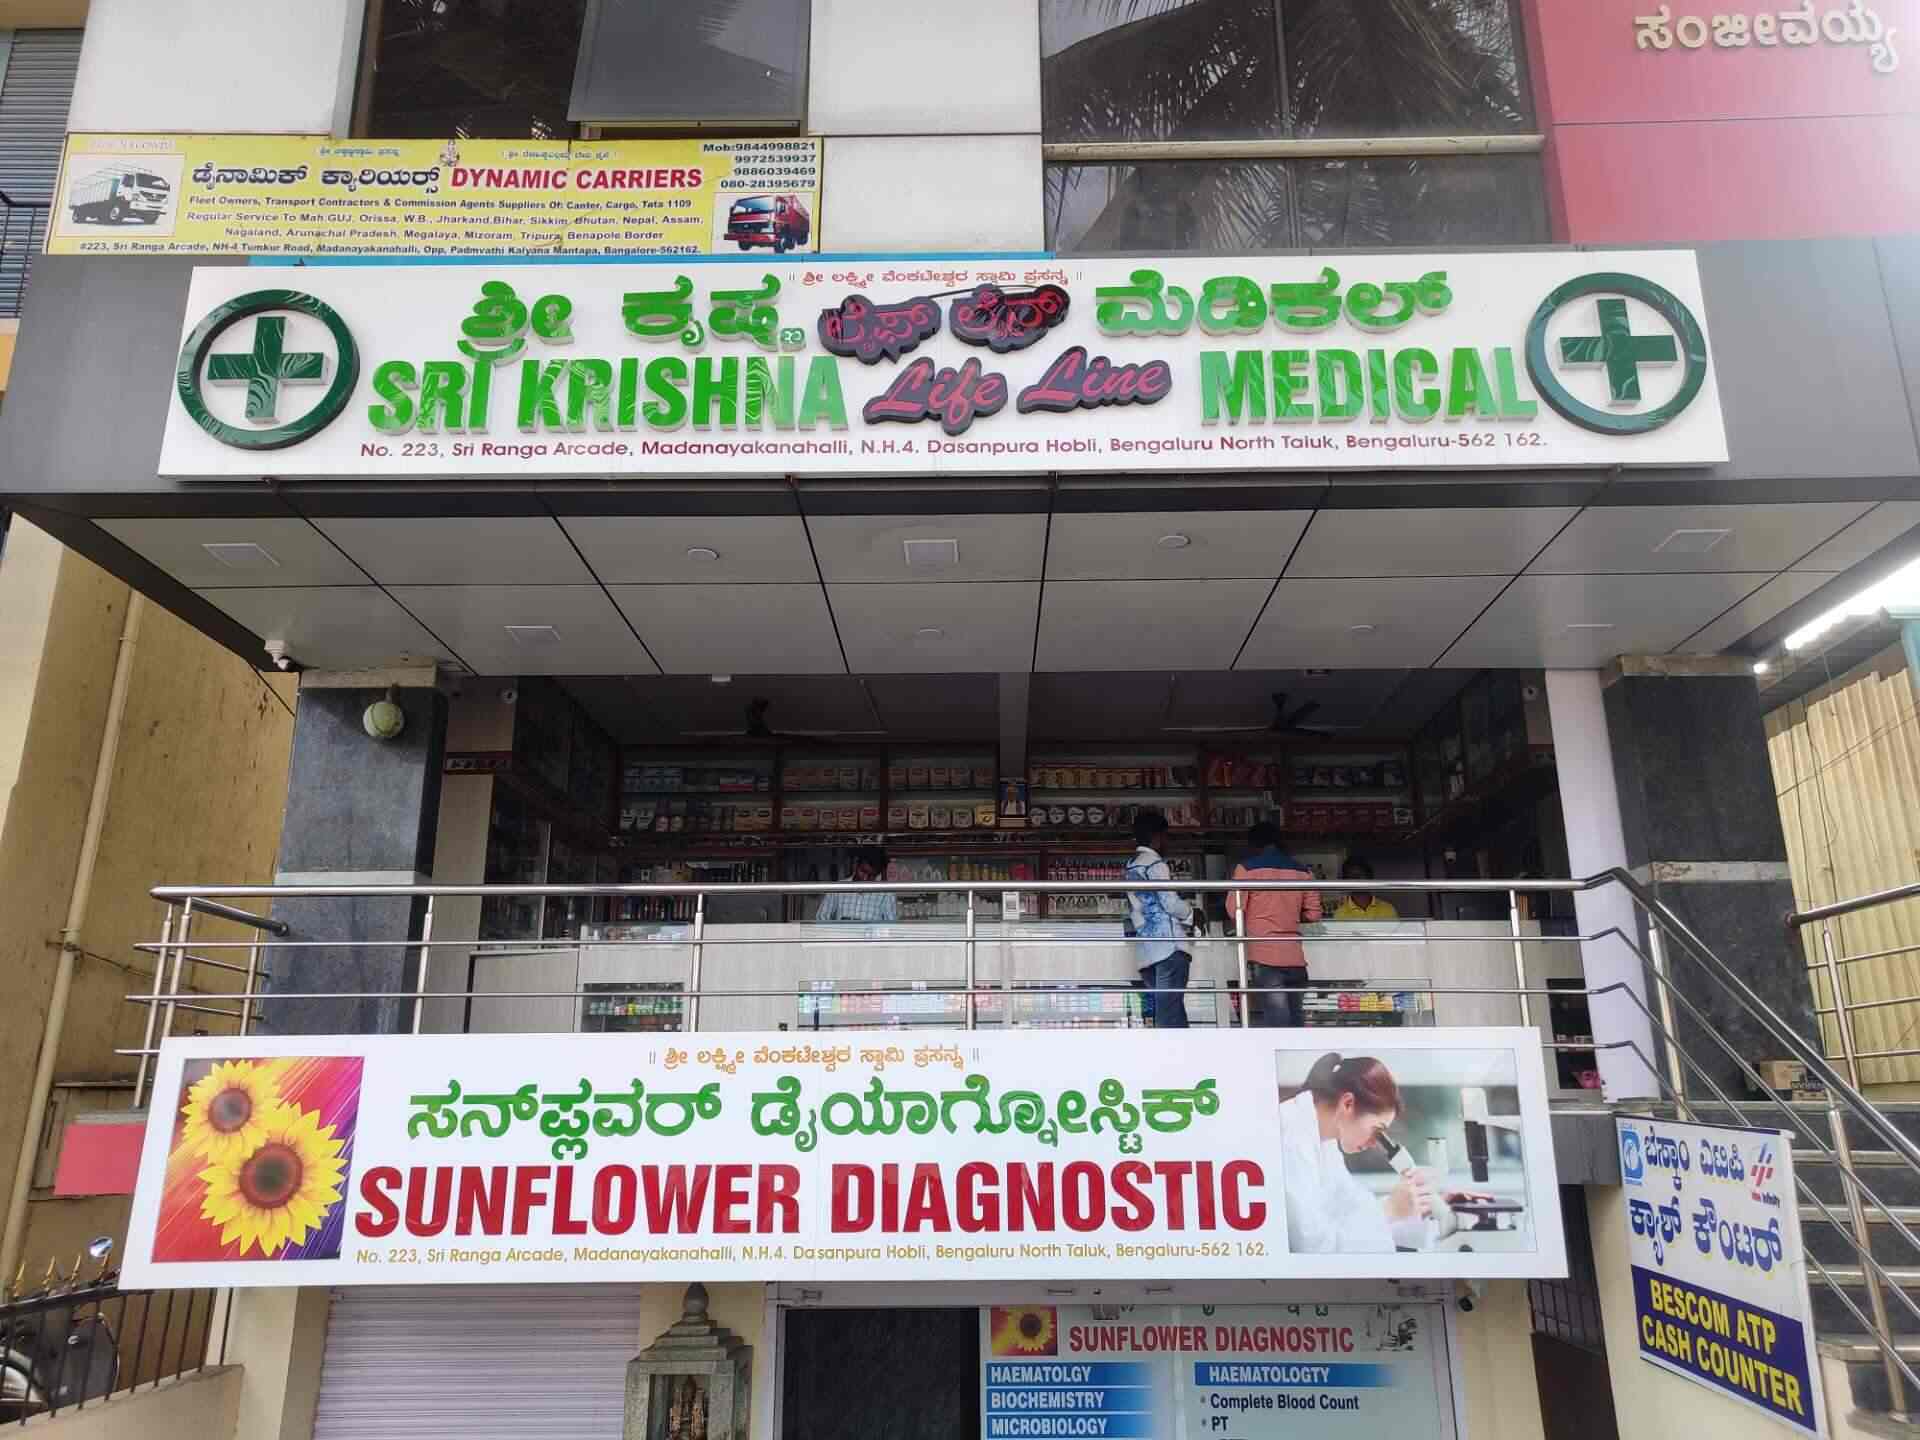 ಸಂಜೀವಯ್ಯ
ಡೈನಾಮಿಕ್ ಕ್ಯಾರಿಯರ್ಸ್ DYNAMIC CARRIERS
Mob:9844998821
9972539937
9886039469
080-28395679
Fleet Owners, Transport Contractors & Commission Agents Suppliers Of: Canter, Cargo, Tata 1109
Regular Service To Mah.GUJ, Orissa, W.B., Jharkand,Bihar, Sikkim, Bhutan, Nepal, Assam,
Nagaland, Arunachal Pradesh, Megalaya, Mizoram, Tripura, Benapole Border
#223, Sri Ranga Arcade, NH-4 Tumkur Road, Madanayakanahalli, Opp, Padmvathi Kalyana Mantapa, Bangalore-562162.
|| ಶ್ರೀ ಲಕ್ಷ್ಮೀ ವೆಂಕಟೇಶ್ವರ ಸ್ವಾಮಿ ಪ್ರಸನ್ನ ||
ಶ್ರೀ ಕೃಷ್ಣ ಲೈಫ್ ಲೈನ್ ಮೆಡಿಕಲ್
SRI KRISHNA Life Line MEDICAL
No. 223, Sri Ranga Arcade, Madanayakanahalli, N.H.4. Dasanpura Hobli, Bengaluru North Taluk, Bengaluru-562 162.
|| ಶ್ರೀ ಲಕ್ಷ್ಮೀ ವೆಂಕಟೇಶ್ವರ ಸ್ವಾಮಿ ಪ್ರಸನ್ನ ||
ಸನ್‌ಫ್ಲವರ್ ಡೈಯಾಗ್ನೋಸ್ಟಿಕ್
SUNFLOWER DIAGNOSTIC
No. 223, Sri Ranga Arcade, Madanayakanahalli, N.H.4. Dasanpura Hobli, Bengaluru North Taluk, Bengaluru-562 162.
ಬೆಸ್ಕಾಂ ಎಟಿಪಿ
ಕ್ಯಾಶ್ ಕೌಂಟರ್
BESCOM ATP
CASH COUNTER
SUNFLOWER DIAGNOSTIC
HAEMATOLGY
BIOCHEMISTRY
MICROBIOLOGY
HAEMATOLOGTY
• Complete Blood Count
• PT